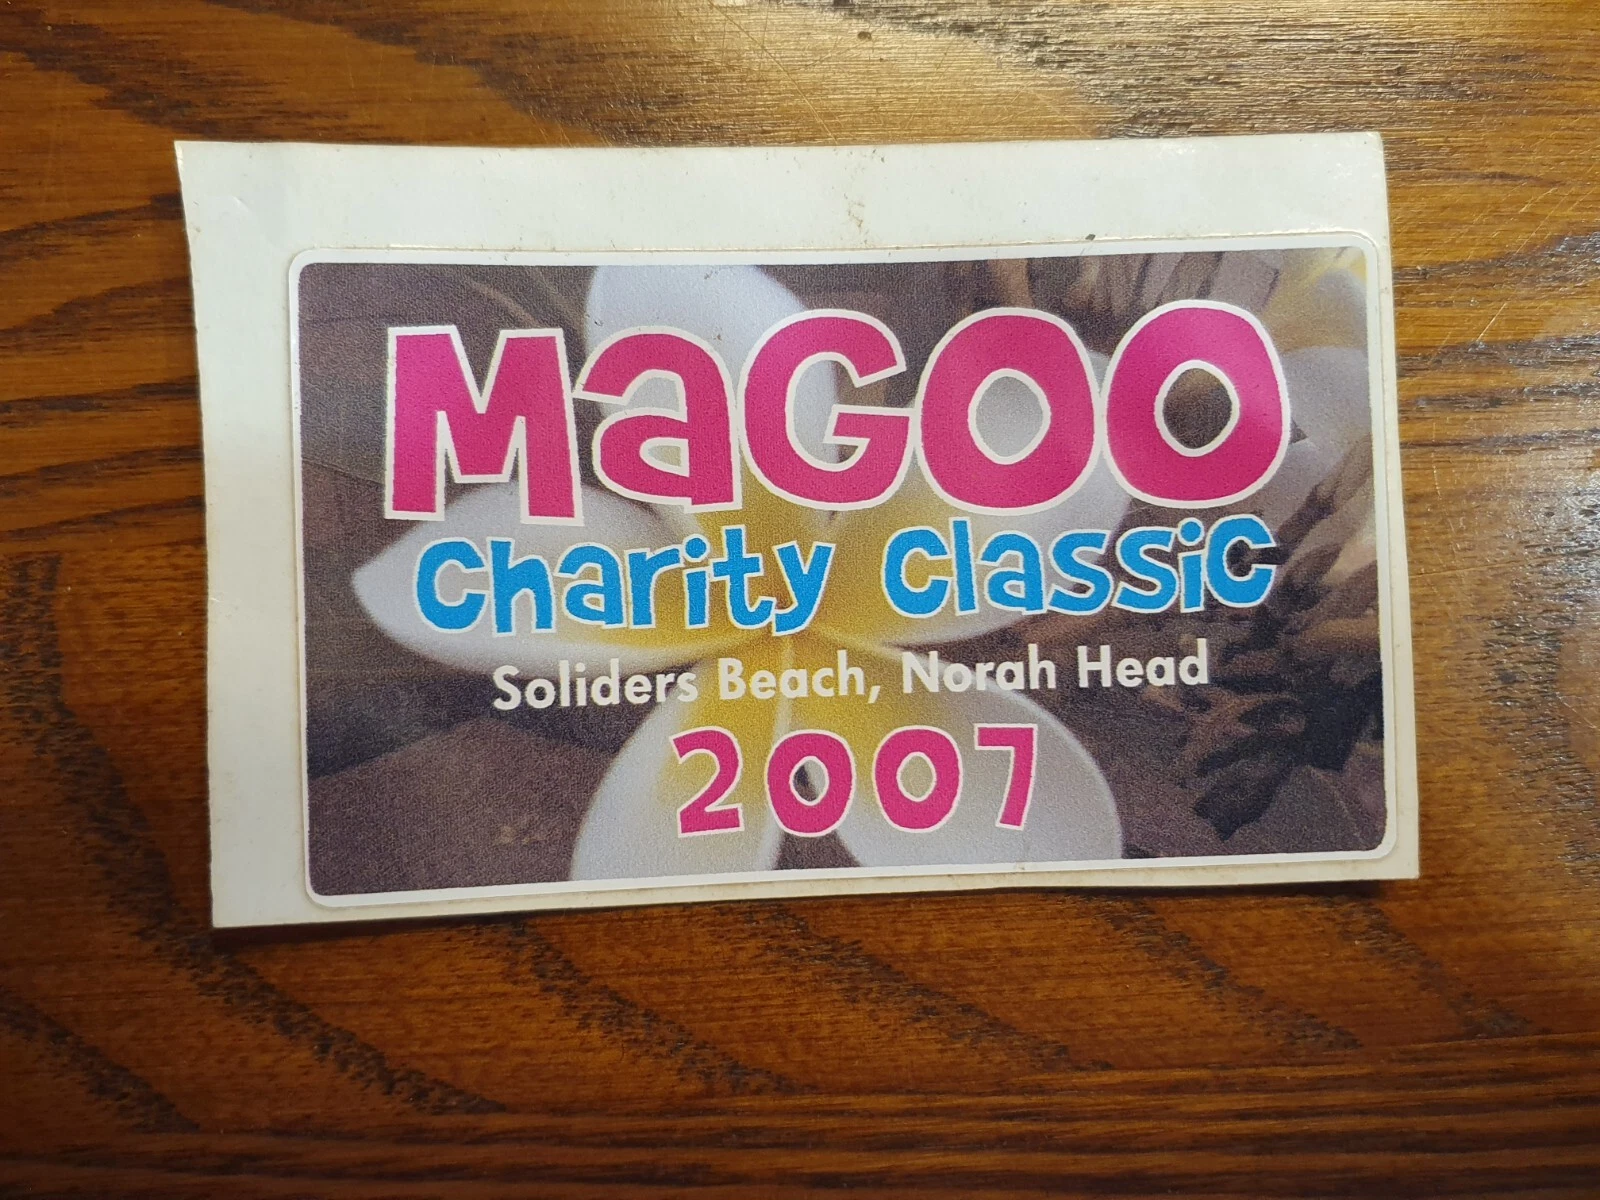 MaGOO
Charity Classic
Soliders Beach, Norah Head
2007